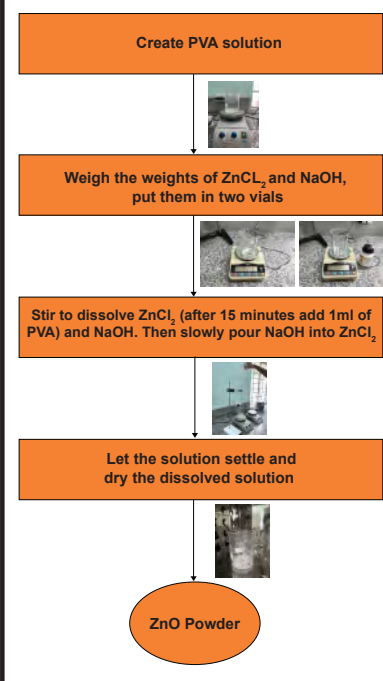 Create PVA solution
Weigh the weights of ZnCL₂ and NaOH,
put them in two vials
Stir to dissolve ZnCl₂ (after 15 minutes add 1ml of
PVA) and NaOH. Then slowly pour NaOH into ZnCl₂
Let the solution settle and
dry the dissolved solution
ZnO Powder